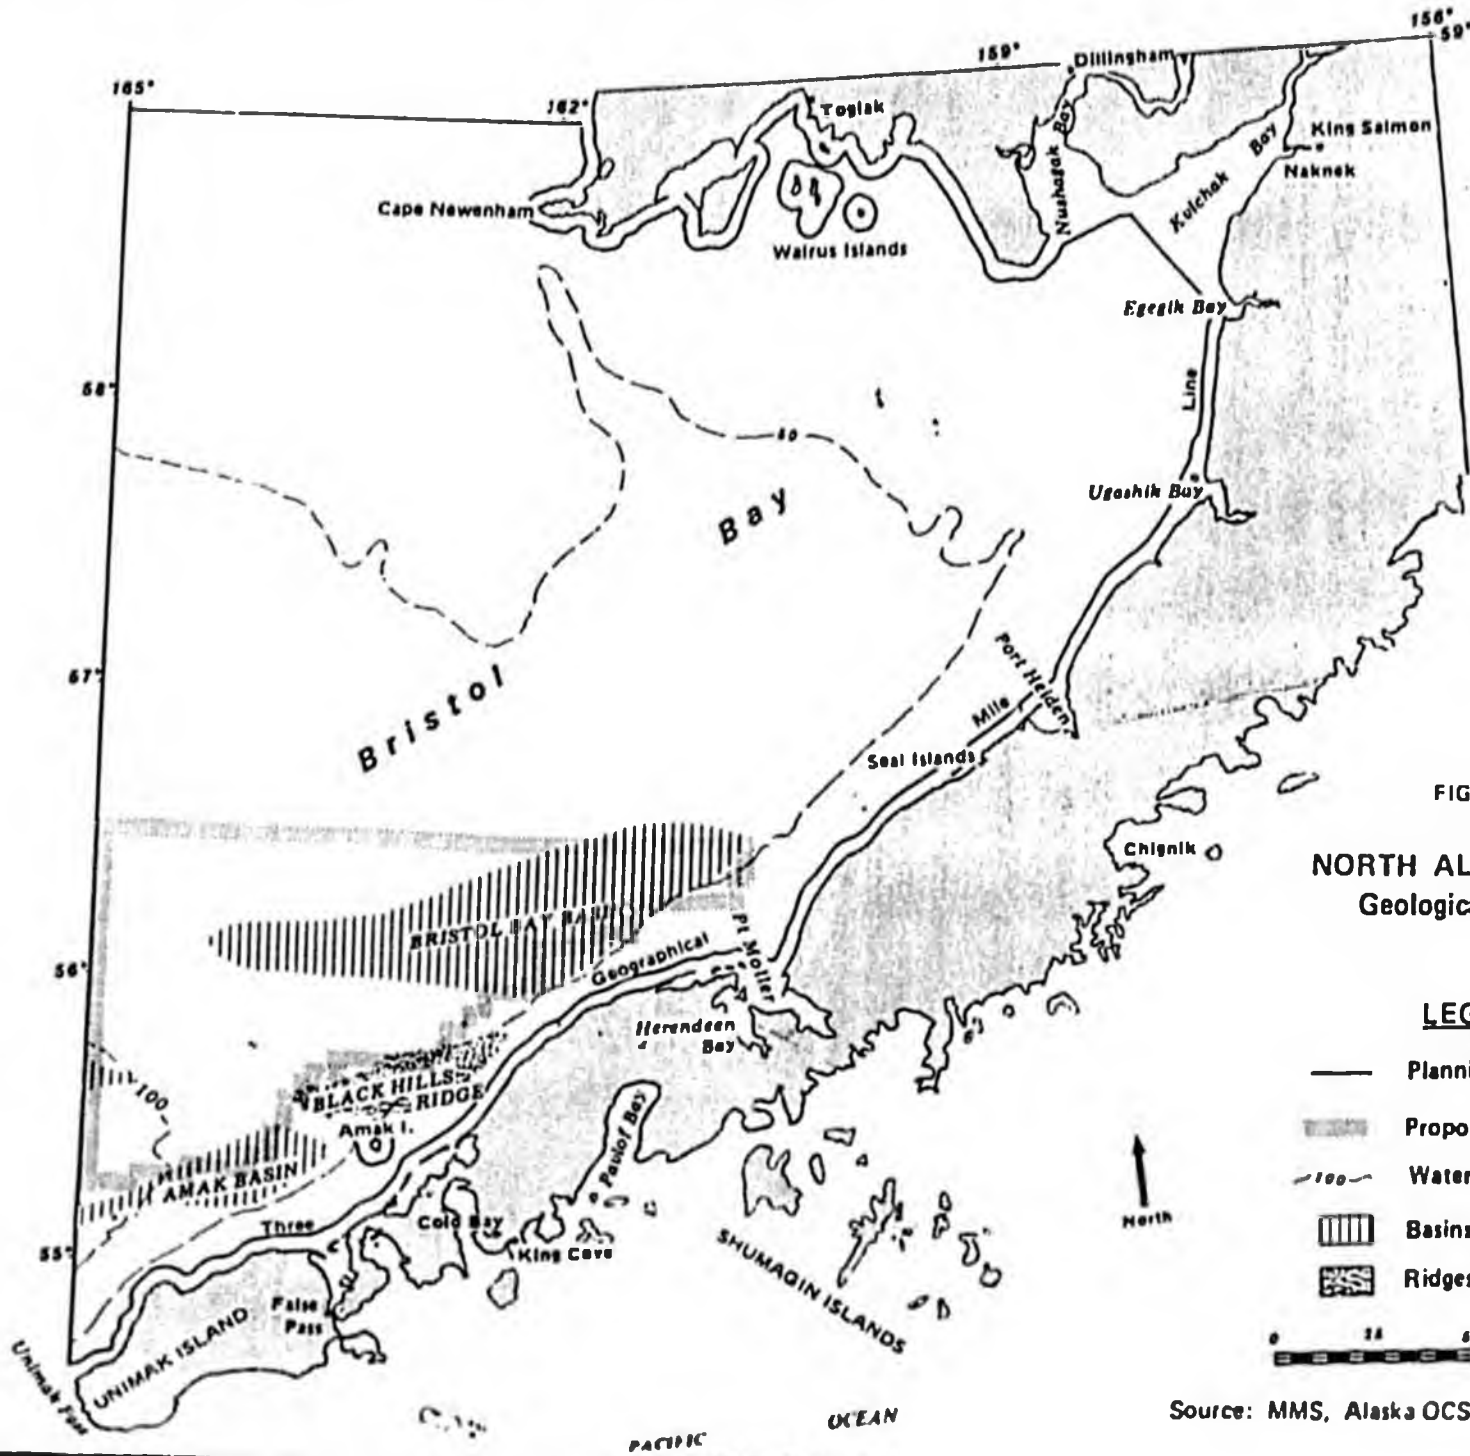 165°
162°
159°
156°
59°
Dillingham
Togiak
King Salmon
Naknek
Nushagak Bay
Kvichak Bay
Cape Newenham
Walrus Islands
Egegik Bay
58°
Line
50
Ugashik Bay
Bristol Bay
57°
Port Heiden
Mile
Seal Islands
Chignik
FIG
NORTH AL
Geologic
BRISTOL BAY BASIN
Geographical
Pt Moller
56°
Herendeen
Bay
LEG
Planni
Propo
100
Water
Basins
Ridges
BLACK HILLS
RIDGE
Amak I.
100
AMAK BASIN
Pavlof Bay
Three
Cold Bay
King Cove
North
55°
SHUMAGIN ISLANDS
False
Pass
UNIMAK ISLAND
Unimak Pass
0
PACIFIC OCEAN
Source: MMS, Alaska OCS